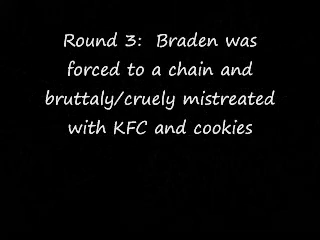 Round 3:  Braden was
forced to a chain and
bruttaly/cruely mistreated
with KFC and cookies